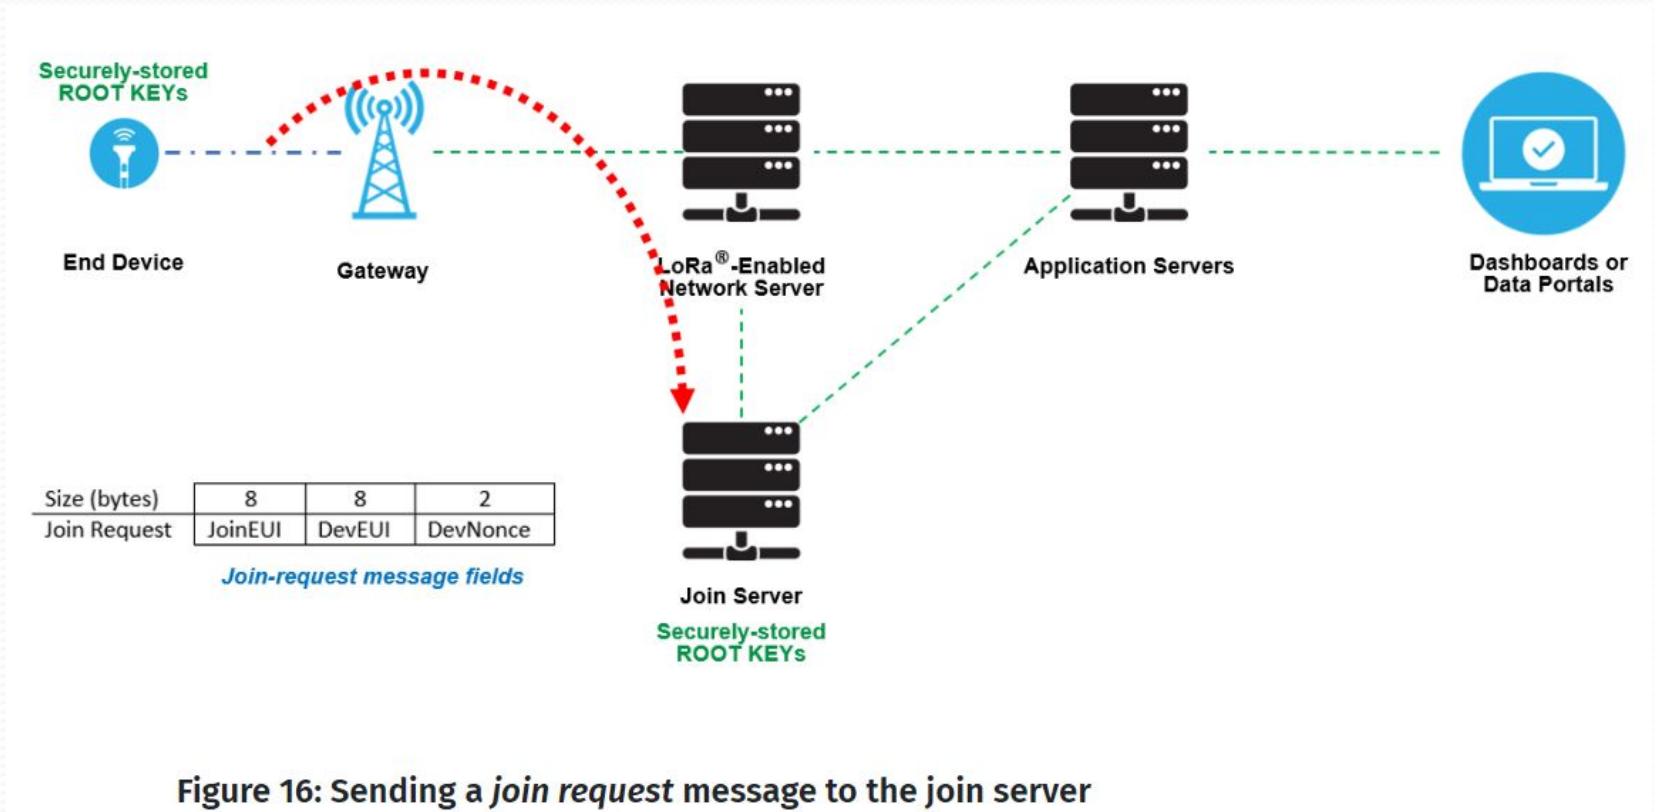 Securely-stored
ROOT KEYs
End Device
Gateway
LoRa®-Enabled
Network Server
Application Servers
Dashboards or
Data Portals
Size (bytes) 8 8 2
Join Request JoinEUI DevEUI DevNonce
Join-request message fields
Join Server
Securely-stored
ROOT KEYs
Figure 16: Sending a join request message to the join server